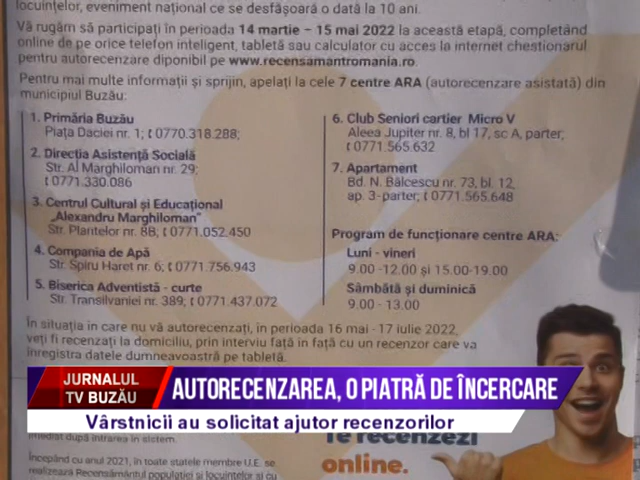 locuințelor, eveniment național ce se desfășoară o dată la 10 ani.
Vă rugăm să participați în perioada 14 martie – 15 mai 2022 la această etapă, completând
online de pe orice telefon inteligent, tabletă sau calculator cu acces la internet chestionarul
pentru autorecenzare diponibil pe www.recensamantromania.ro.
Pentru mai multe informații și sprijin, apelați la cele 7 centre ARA (autorecenzare asistată) din
municipiul Buzău:
1. Primăria Buzău
Piața Daciei nr. 1; t 0770.318.288;
2. Direcția Asistență Socială
Str. Al Marghiloman nr. 29;
t 0771.330.086
3. Centrul Cultural și Educațional
„Alexandru Marghiloman"
Str. Plantelor nr. 8B, t 0771.052.450
4. Compania de Apă
Str. Spiru Haret nr. 6; t 0771.756.943
5. Biserica Adventistă - curte
Str. Transilvaniei nr. 389; t 0771.437.072
6. Club Seniori cartier Micro V
Aleea Jupiter nr. 8, bl 17, sc A, parter;
t 0771.565.632
7. Apartament
Bd. N. Bălcescu nr. 73, bl. 12,
ap. 3-parter; t 0771.565.648
Program de funcționare centre ARA:
Luni - vineri
9.00 -12.00 și 15.00-19.00
Sâmbătă și duminică
9.00 - 13.00
În situația în care nu vă autorecenzați, în perioada 16 mai - 17 iulie 2022,
veți fi recenzați la domiciliu, prin interviu față în față cu un recenzor care va
înregistra datele dumneavoastră pe tabletă.
JURNALUL
TV BUZĂU
AUTORECENZAREA, O PIATRĂ DE ÎNCERCARE
Vârstnicii au solicitat ajutor recenzorilor
imediat după intrarea în sistem.
Te recenzezi
online.
Începând cu anul 2021, în toate statele membre U.E. se
realizează Recensământul populației și locuințelor și cu